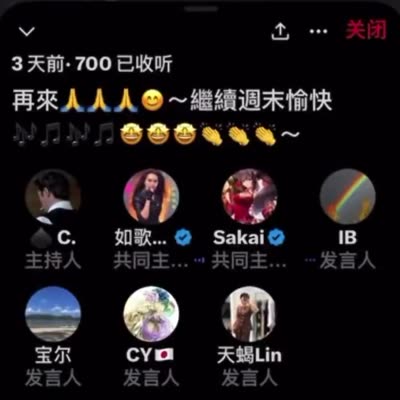 关闭
3 天前· 700 已收听
再來🙏🙏🙏😊～繼續週末愉快
🎶🎵🎶🎵🤩🤩🤩👏👏👏～
♠ C. 如歌... Sakai IB
主持人 共同主... 共同主... 发言人
宝尔 CY🇯🇵 天蝎Lin
发言人 发言人 发言人